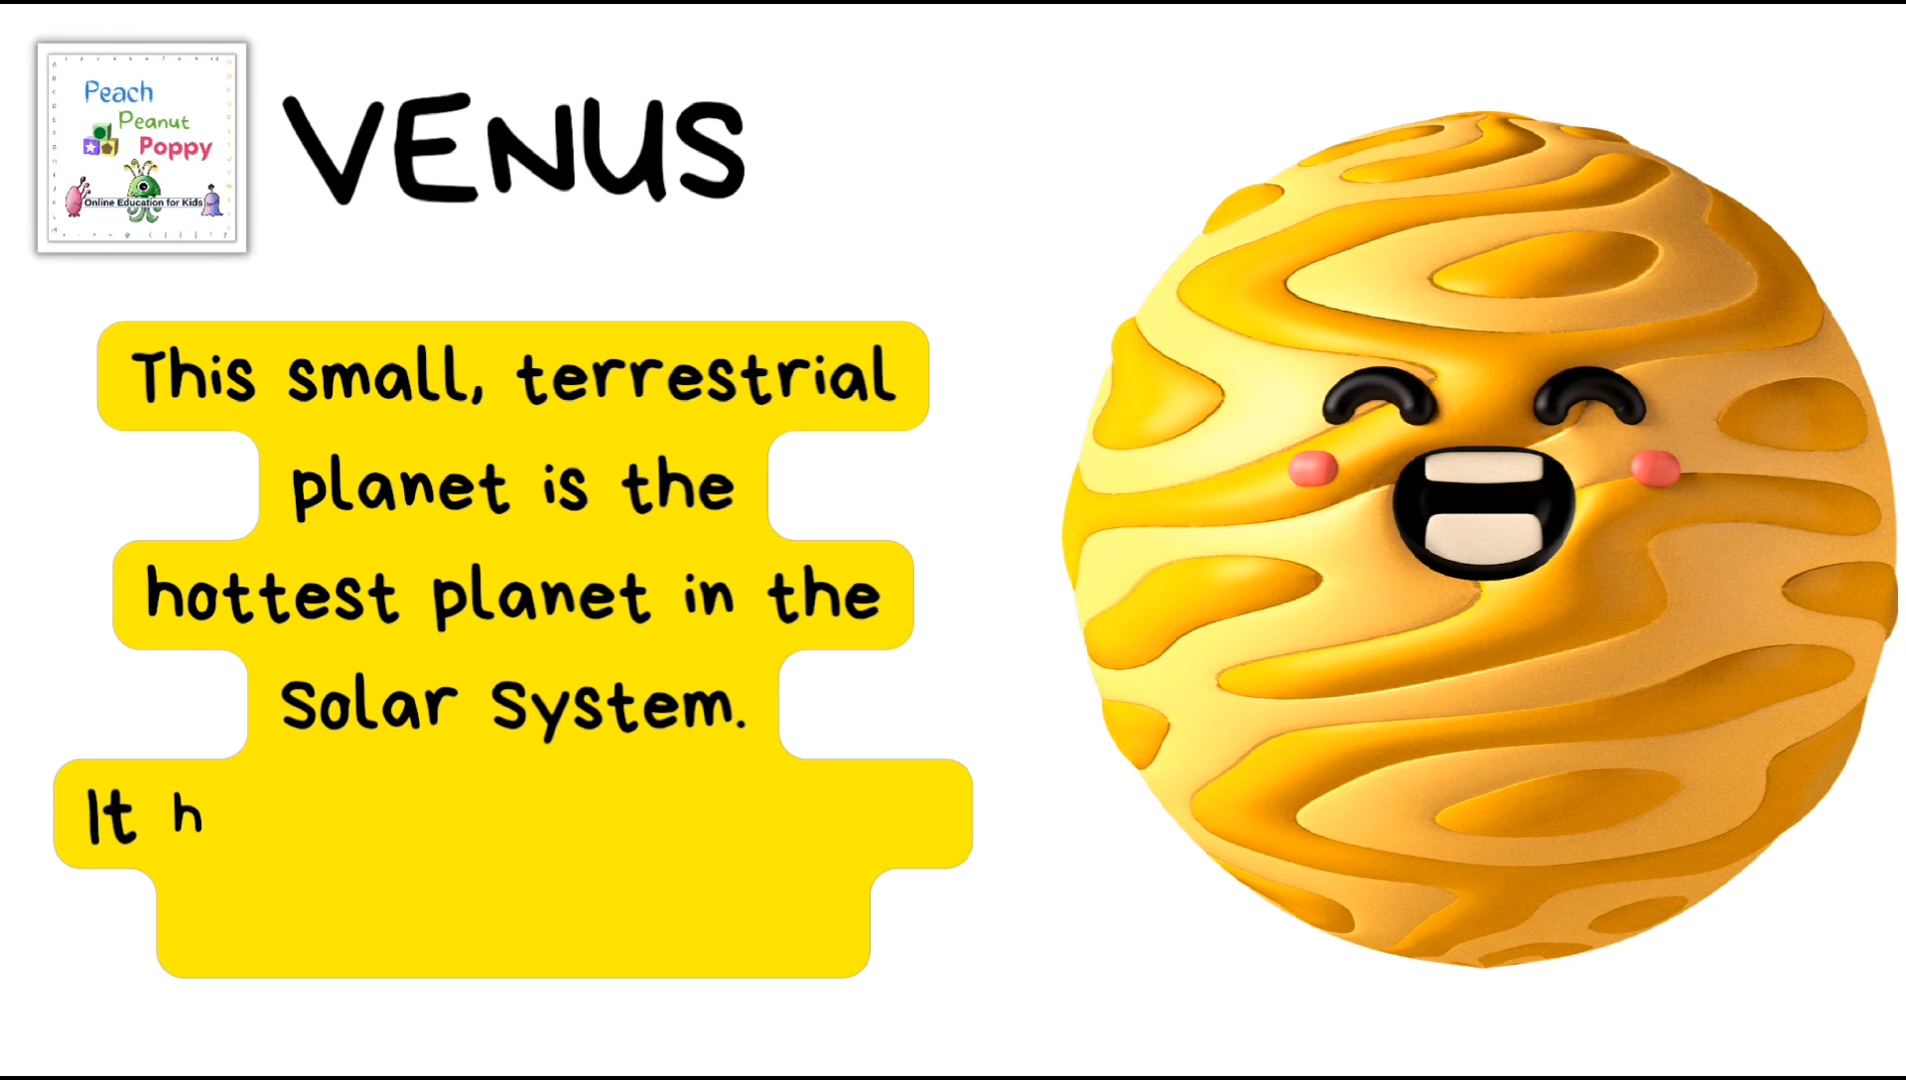 Peach
Peanut
Poppy
Online Education for Kids
VENUS
This small, terrestrial
planet is the
hottest planet in the
Solar System.
It h